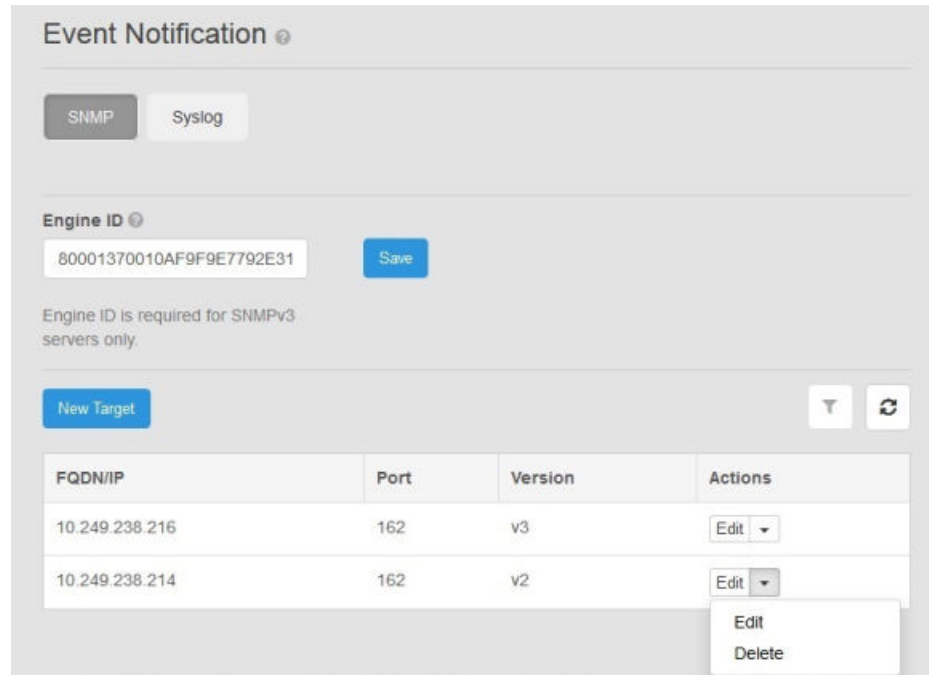 Event Notification
SNMP Syslog
Engine ID
80001370010AF9F9E7792E31 Save
Engine ID is required for SNMPv3
servers only.
New Target
FQDN/IP Port Version Actions
10.249.238.216 162 v3 Edit
10.249.238.214 162 v2 Edit
Edit
Delete